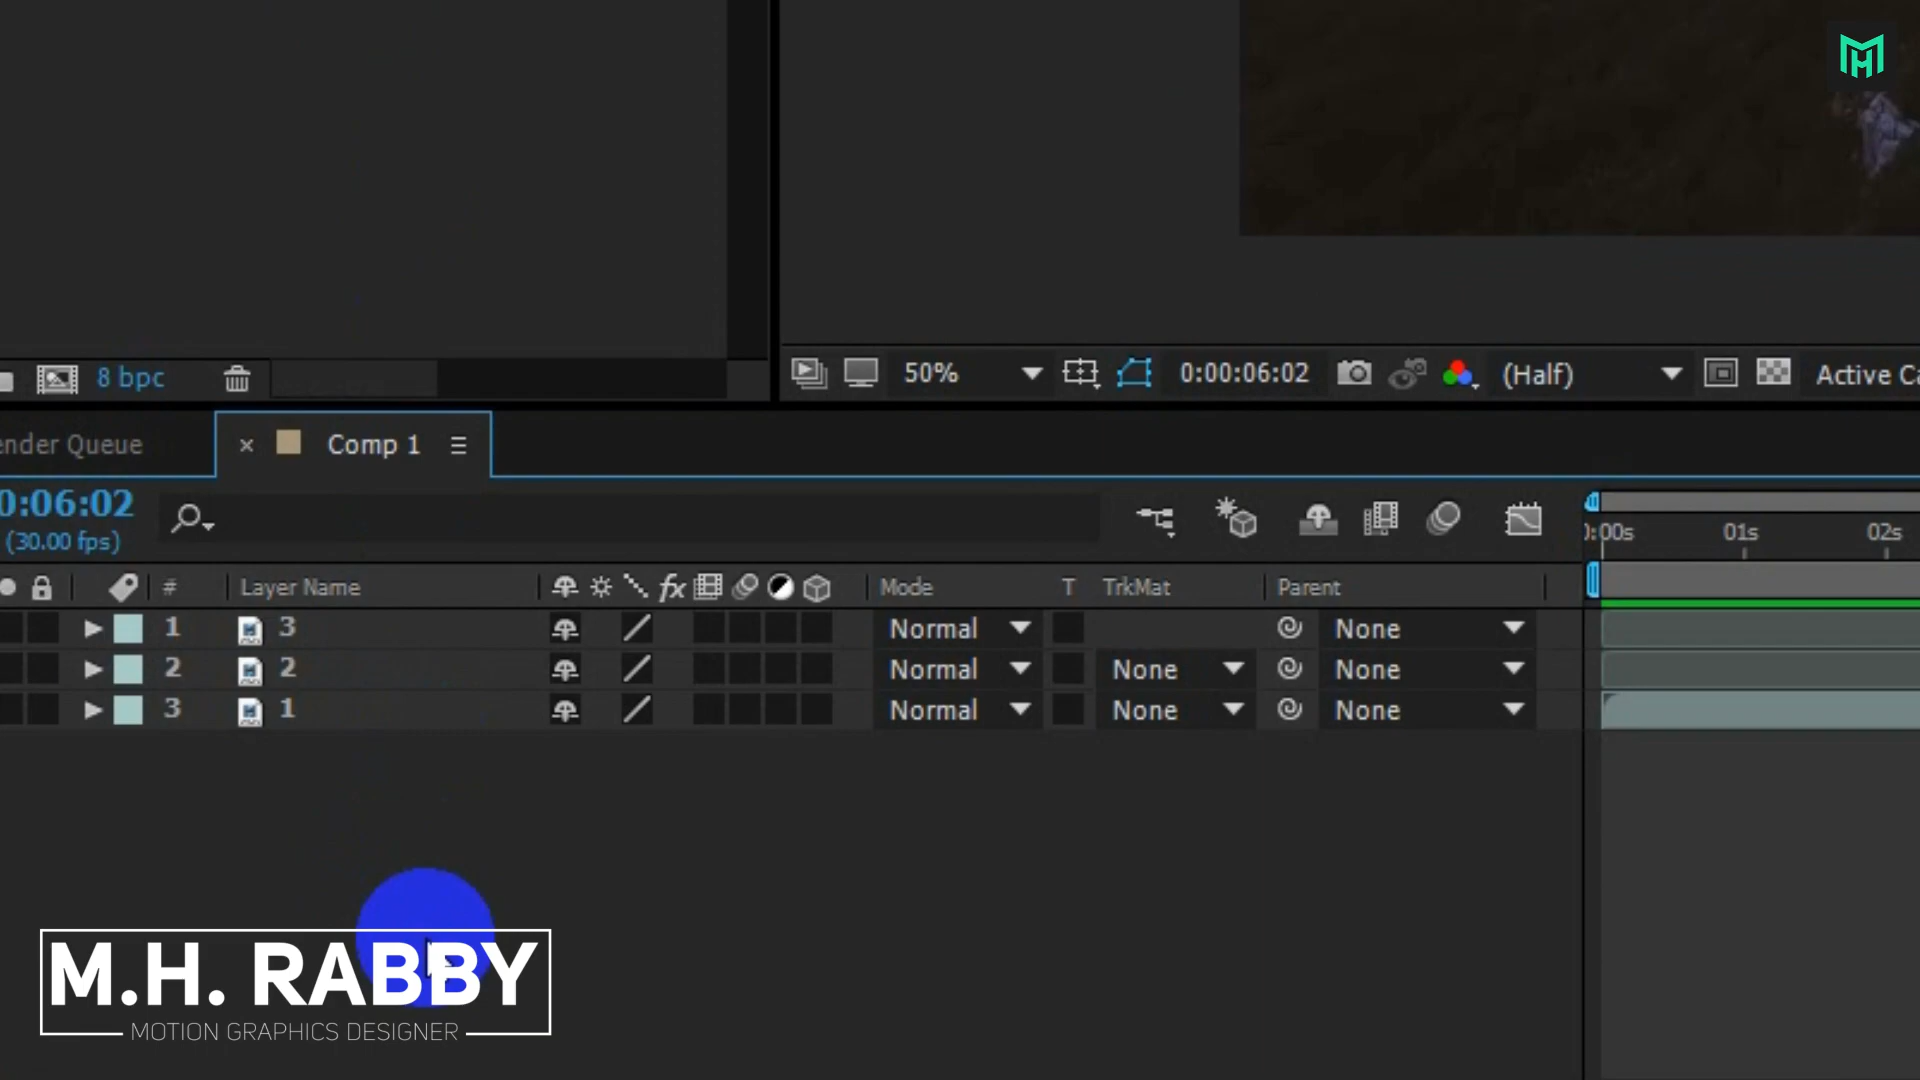 8 bpc
50%
0:00:06:02
(Half)
Active Ca
ender Queue
× Comp 1
0:06:02
(30.00 fps)
0:00s 01s 02s
# Layer Name fx Mode T TrkMat Parent
1 3 Normal None
2 2 Normal None None
3 1 Normal None None
M.H. RABBY
MOTION GRAPHICS DESIGNER